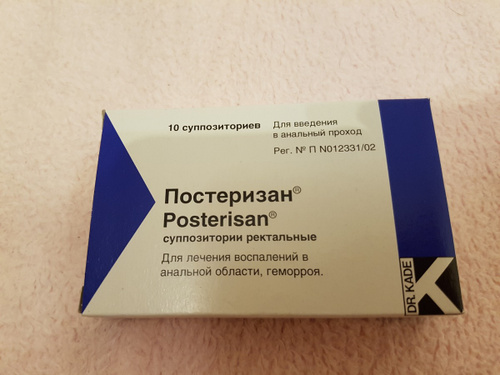 10 суппозиториев
Для введения
в анальный проход
Рег. № П N012331/02
Постеризан®
Posterisan®
суппозитории ректальные
Для лечения воспалений в
анальной области, геморроя.
DR. KADE